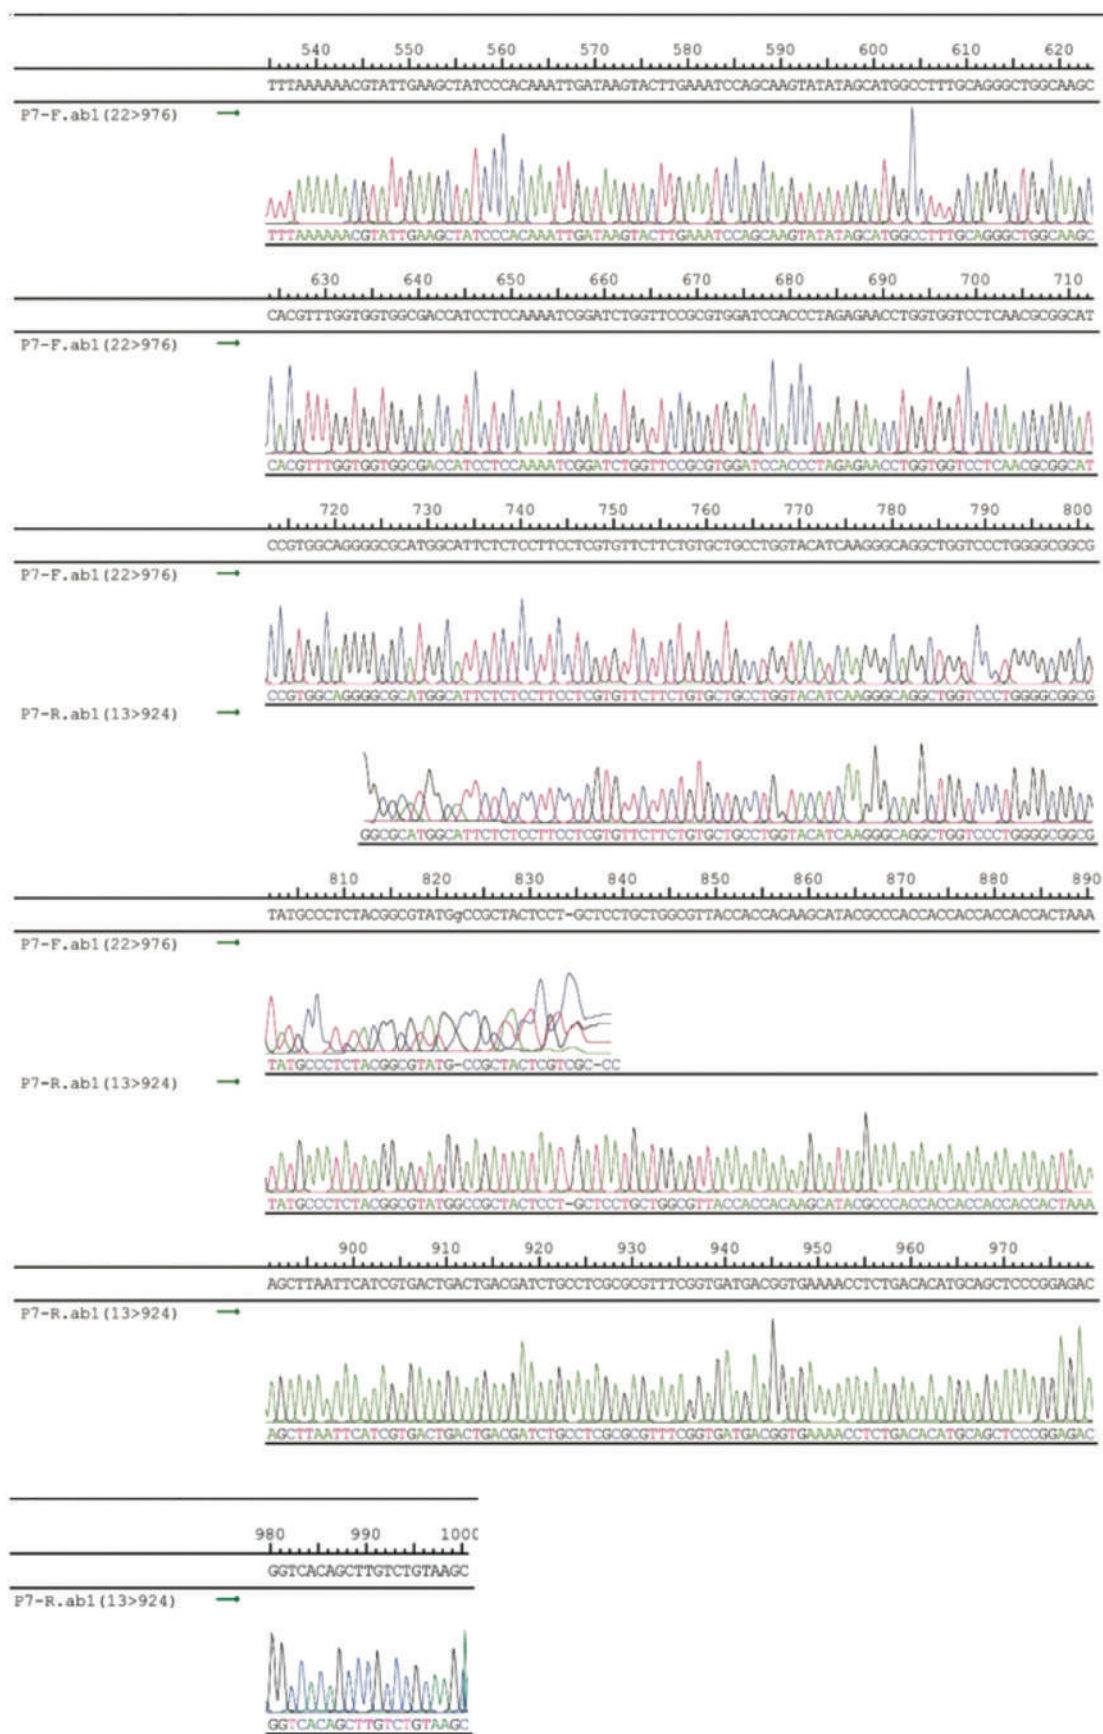 540 550 560 570 580 590 600 610 620
TTTAAAAAACGTATTGAAGCTATCCCACAAATTGATAAGTACTTGAAATCCAGCAAGTATATAGCATGGCCTTTGCAGGGCTGGCAAGC
P7-F.ab1(22>976)
TTTAAAAAACGTATTGAAGCTATCCCACAAATTGATAAGTACTTGAAATCCAGCAAGTATATAGCATGGCCTTTGCAGGGCTGGCAAGC
630 640 650 660 670 680 690 700 710
CACGTTTGGTGGTGGCGACCATCCTCCAAAATCGGATCTGGTTCCGCGTGGATCCACCCTAGAGAACCTGGTGGTCCTCAACGCGGCAT
P7-F.ab1(22>976)
CACGTTTGGTGGTGGCGACCATCCTCCAAAATCGGATCTGGTTCCGCGTGGATCCACCCTAGAGAACCTGGTGGTCCTCAACGCGGCAT
720 730 740 750 760 770 780 790 800
CCGTGGCAGGGGCGCATGGCATTCTCTCCTTCCTCGTGTTCTTCTGTGCTGCCTGGTACATCAAGGGCAGGCTGGTCCCTGGGGCGGCG
P7-F.ab1(22>976)
CCGTGGCAGGGGCGCATGGCATTCTCTCCTTCCTCGTGTTCTTCTGTGCTGCCTGGTACATCAAGGGCAGGCTGGTCCCTGGGGCGGCG
P7-R.ab1(13>924)
GGCGCATGGCATTCTCTCCTTCCTCGTGTTCTTCTGTGCTGCCTGGTACATCAAGGGCAGGCTGGTCCCTGGGGCGGCG
810 820 830 840 850 860 870 880 890
TATGCCCTCTACGGCGTATGgCCGCTACTCCT-GCTCCTGCTGGCGTTACCACCACAAGCATACGCCCACCACCACCACCACCACTAAA
P7-F.ab1(22>976)
TATGCCCTCTACGGCGTATG-CCGCTACTCGTCGC-CC
P7-R.ab1(13>924)
TATGCCCTCTACGGCGTATGGCCGCTACTCCT-GCTCCTGCTGGCGTTACCACCACAAGCATACGCCCACCACCACCACCACCACTAAA
900 910 920 930 940 950 960 970
AGCTTAATTCATCGTGACTGACTGACGATCTGCCTCGCGCGTTTCGGTGATGACGGTGAAAACCTCTGACACATGCAGCTCCCGGAGAC
P7-R.ab1(13>924)
AGCTTAATTCATCGTGACTGACTGACGATCTGCCTCGCGCGTTTCGGTGATGACGGTGAAAACCTCTGACACATGCAGCTCCCGGAGAC
980 990 1000
GGTCACAGCTTGTCTGTAAGC
P7-R.ab1(13>924)
GGTCACAGCTTGTCTGTAAGC